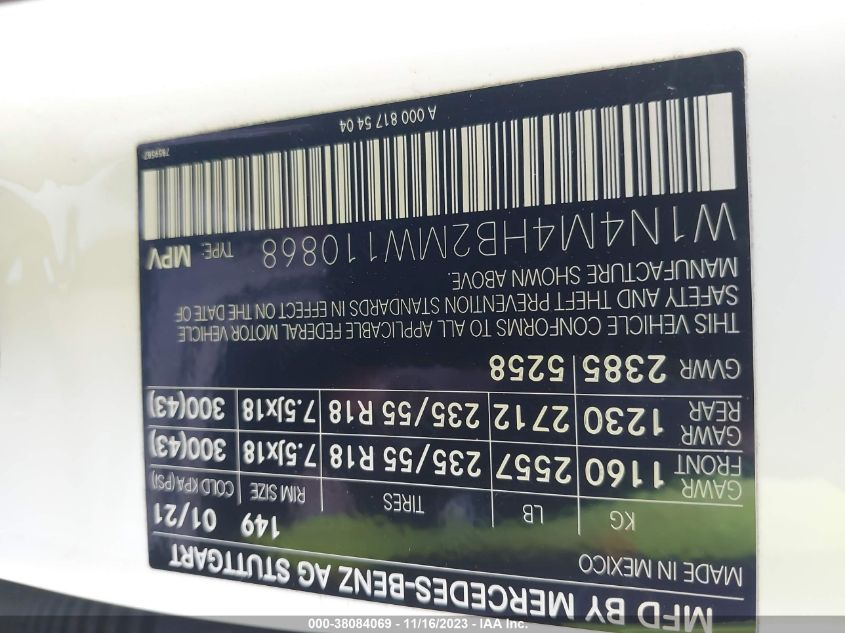 MFD BY MERCEDES-BENZ AG STUTTGART
MADE IN MEXICO 149 01/21
KG LB TIRES RIM SIZE COLD KPA(PSI)
GAWR FRONT 1160 2557 235/55 R18 7.5Jx18 300(43)
GAWR REAR 1230 2712 235/55 R18 7.5Jx18 300(43)
GVWR 2385 5258
THIS VEHICLE CONFORMS TO ALL APPLICABLE FEDERAL MOTOR VEHICLE
SAFETY AND THEFT PREVENTION STANDARDS IN EFFECT ON THE DATE OF
MANUFACTURE SHOWN ABOVE.
W1N4M4HB2MW110868 TYPE: MPV
A 000 817 54 04
000-38084069 - 11/16/2023 - IAA Inc.